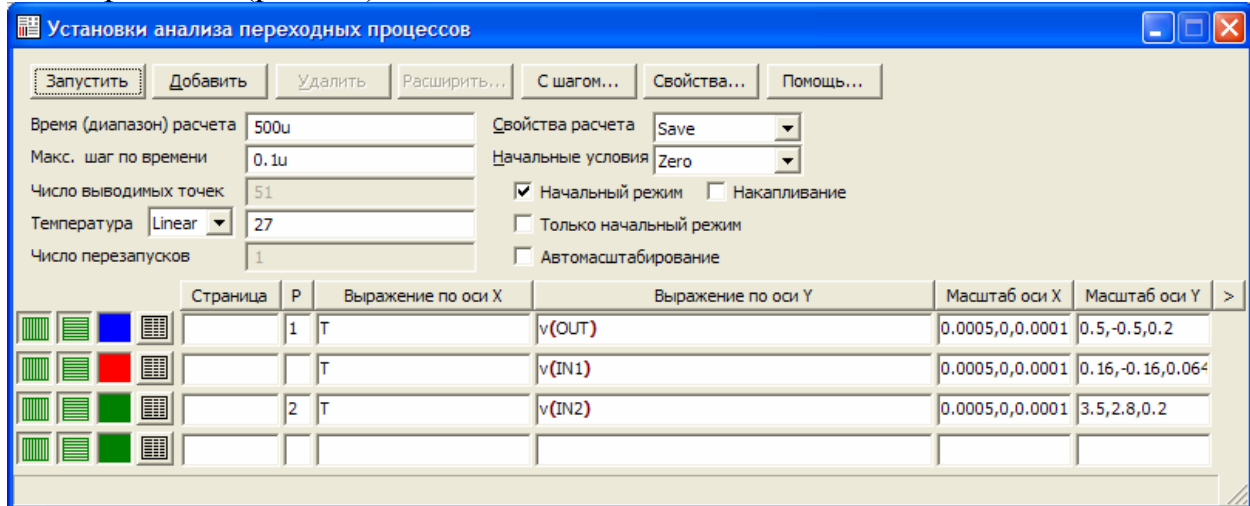 Установки анализа переходных процессов
Запустить Добавить Удалить Расширить... С шагом... Свойства... Помощь...
Время (диапазон) расчета 500u Свойства расчета Save
Макс. шаг по времени 0.1u Начальные условия Zero
Число выводимых точек 51 Начальный режим Накапливание
Температура Linear 27 Только начальный режим
Число перезапусков 1 Автомасштабирование
Страница P Выражение по оси X Выражение по оси Y Масштаб оси X Масштаб оси Y >
1 T v(OUT) 0.0005,0,0.0001 0.5,-0.5,0.2
T v(IN1) 0.0005,0,0.0001 0.16,-0.16,0.064
2 T v(IN2) 0.0005,0,0.0001 3.5,2.8,0.2